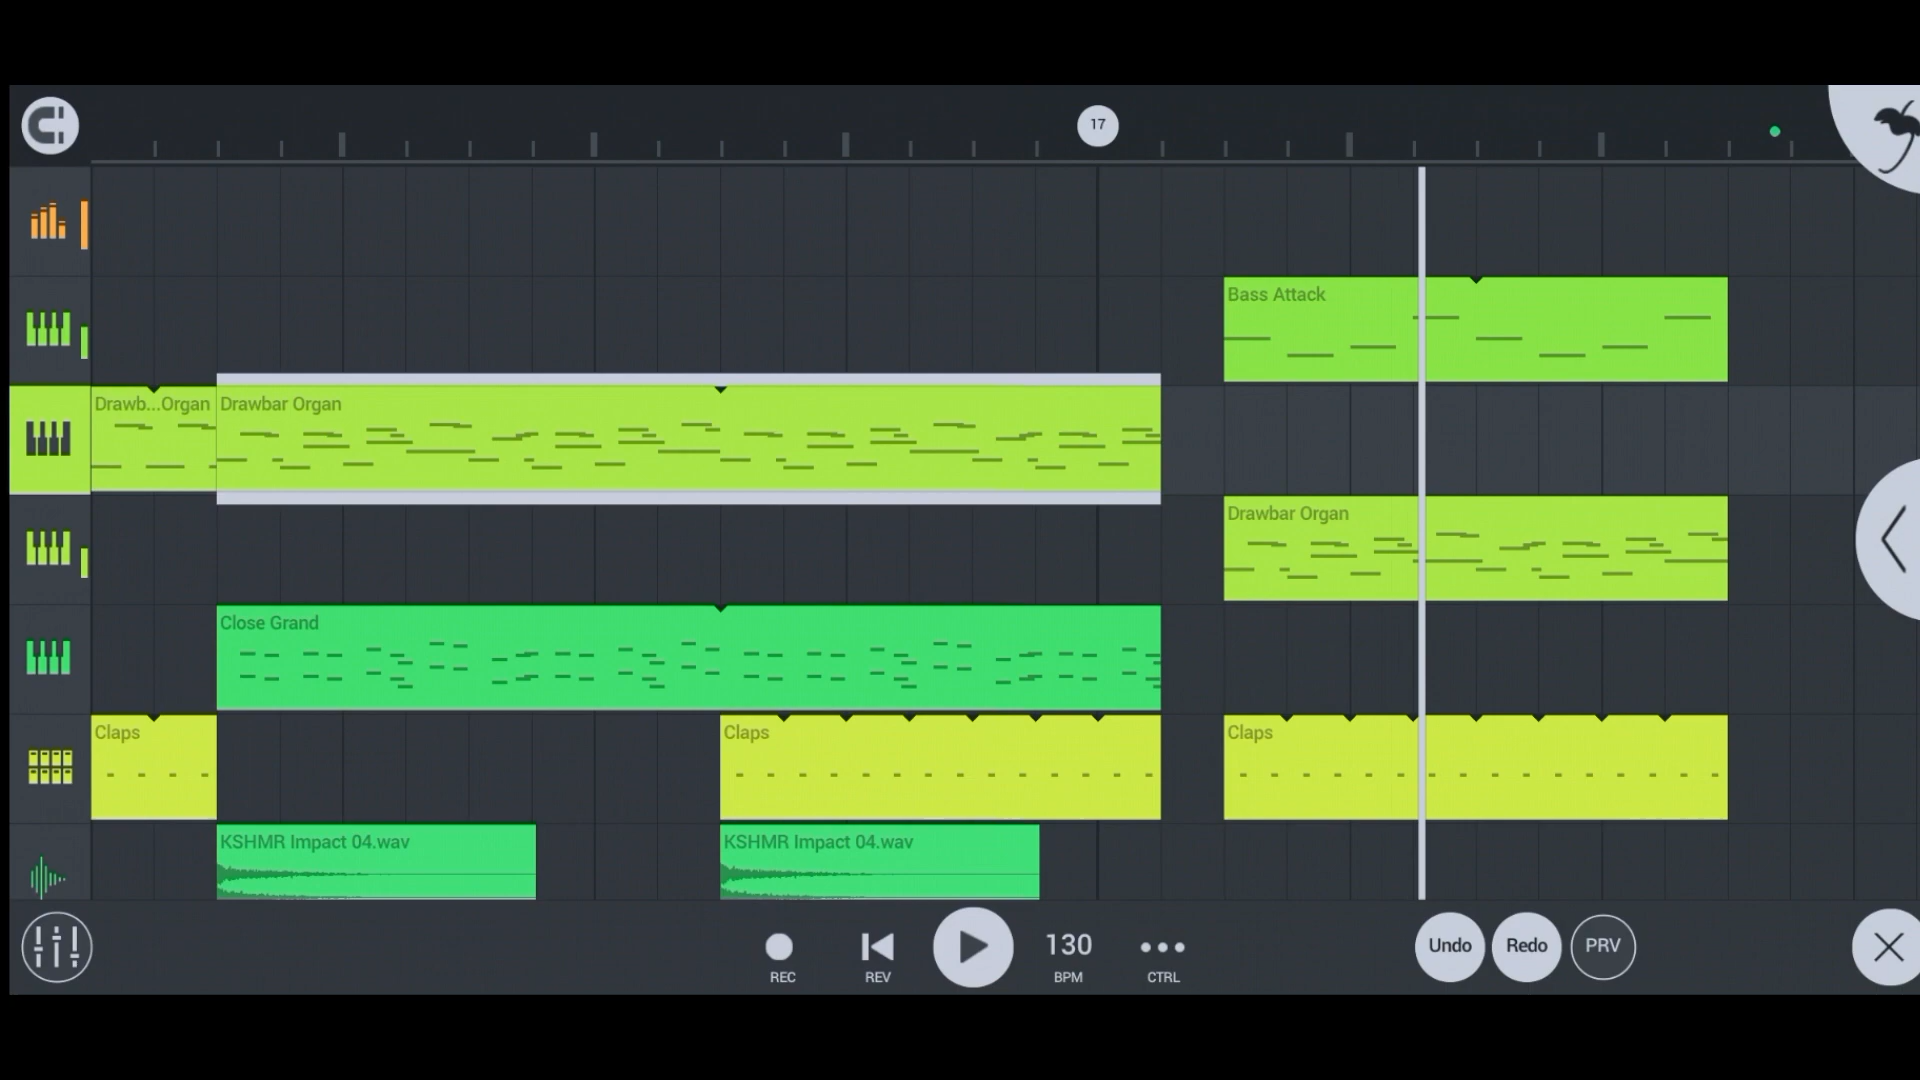 17
Bass Attack
Drawb...Organ
Drawbar Organ
Drawbar Organ
Close Grand
Claps
Claps
Claps
KSHMR Impact 04.wav
KSHMR Impact 04.wav
REC
REV
130
BPM
CTRL
Undo
Redo
PRV